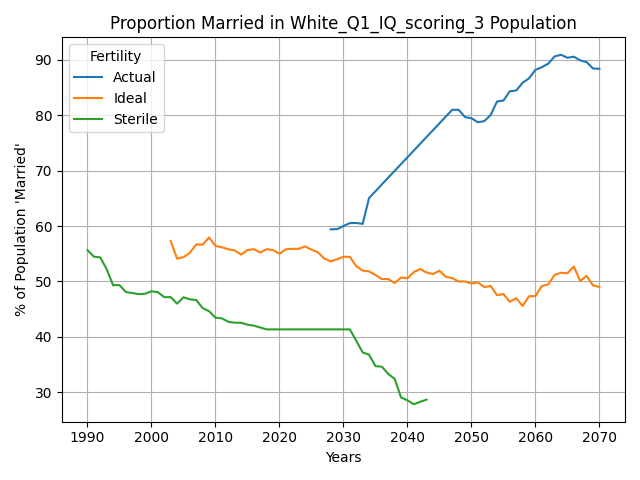 Proportion Married in White_Q1_IQ_scoring_3 Population
% of Population 'Married'
90
80
70
60
50
40
30
Fertility
Actual
Ideal
Sterile
1990 2000 2010 2020 2030 2040 2050 2060 2070
Years